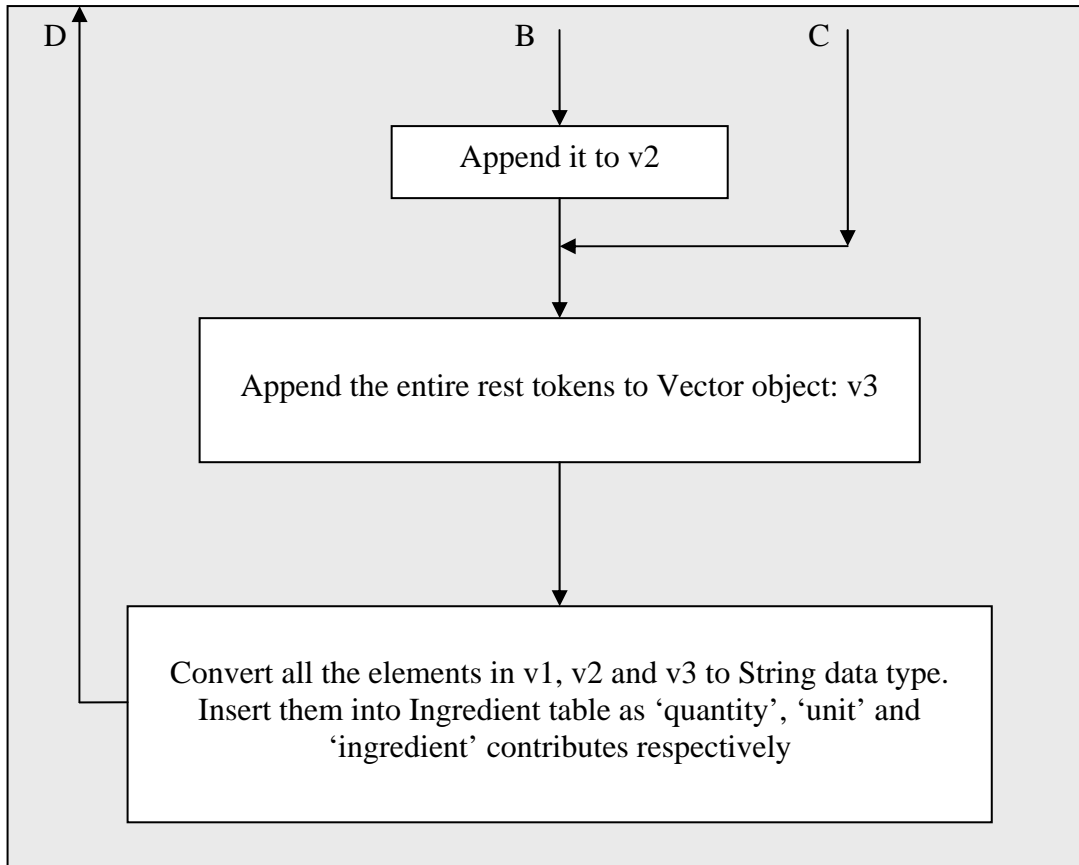 D
B
C
Append it to v2
Append the entire rest tokens to Vector object: v3
Convert all the elements in v1, v2 and v3 to String data type.
Insert them into Ingredient table as ‘quantity’, ‘unit’ and
‘ingredient’ contributes respectively